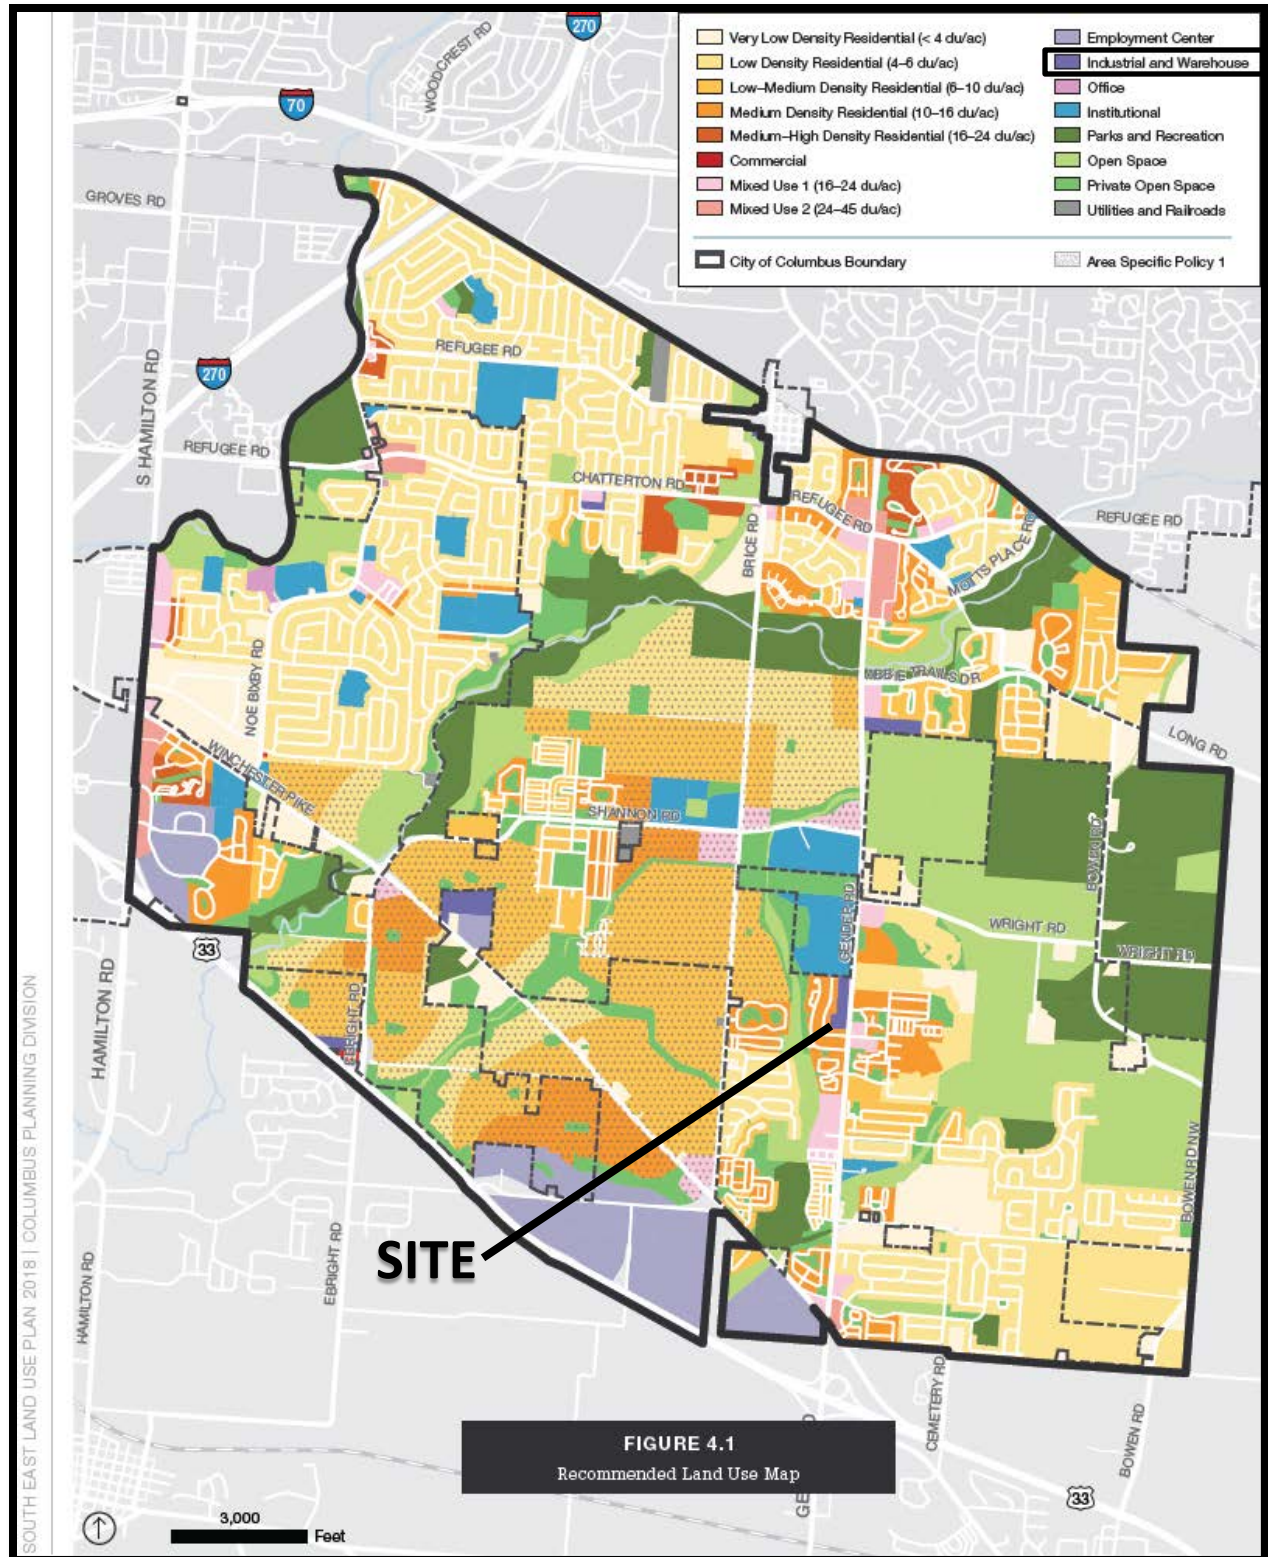 270
WOODCREST RD
70
Very Low Density Residential (< 4 du/ac)
Low Density Residential (4–6 du/ac)
Low–Medium Density Residential (6–10 du/ac)
Medium Density Residential (10–16 du/ac)
Medium–High Density Residential (16–24 du/ac)
Commercial
Mixed Use 1 (16–24 du/ac)
Mixed Use 2 (24–45 du/ac)
City of Columbus Boundary
Employment Center
Industrial and Warehouse
Office
Institutional
Parks and Recreation
Open Space
Private Open Space
Utilities and Railroads
Area Specific Policy 1
GROVES RD
REFUGEE RD
270
S HAMILTON RD
REFUGEE RD
CHATTERTON RD
REFUGEE RD
REFUGEE RD
BRICE RD
MOTTS PLACE RD
NOE BIXBY RD
TRAILS DR
LONG RD
WINCHESTER PIKE
SHANNON RD
BOWEN RD
GENDER RD
WRIGHT RD
WRIGHT RD
33
HAMILTON RD
EBRIGHT RD
BOWEN RD NW
SITE
EBRIGHT RD
HAMILTON RD
CEMETERY RD
BOWEN RD
33
FIGURE 4.1
Recommended Land Use Map
3,000
Feet
SOUTH EAST LAND USE PLAN 2018 | COLUMBUS PLANNING DIVISION